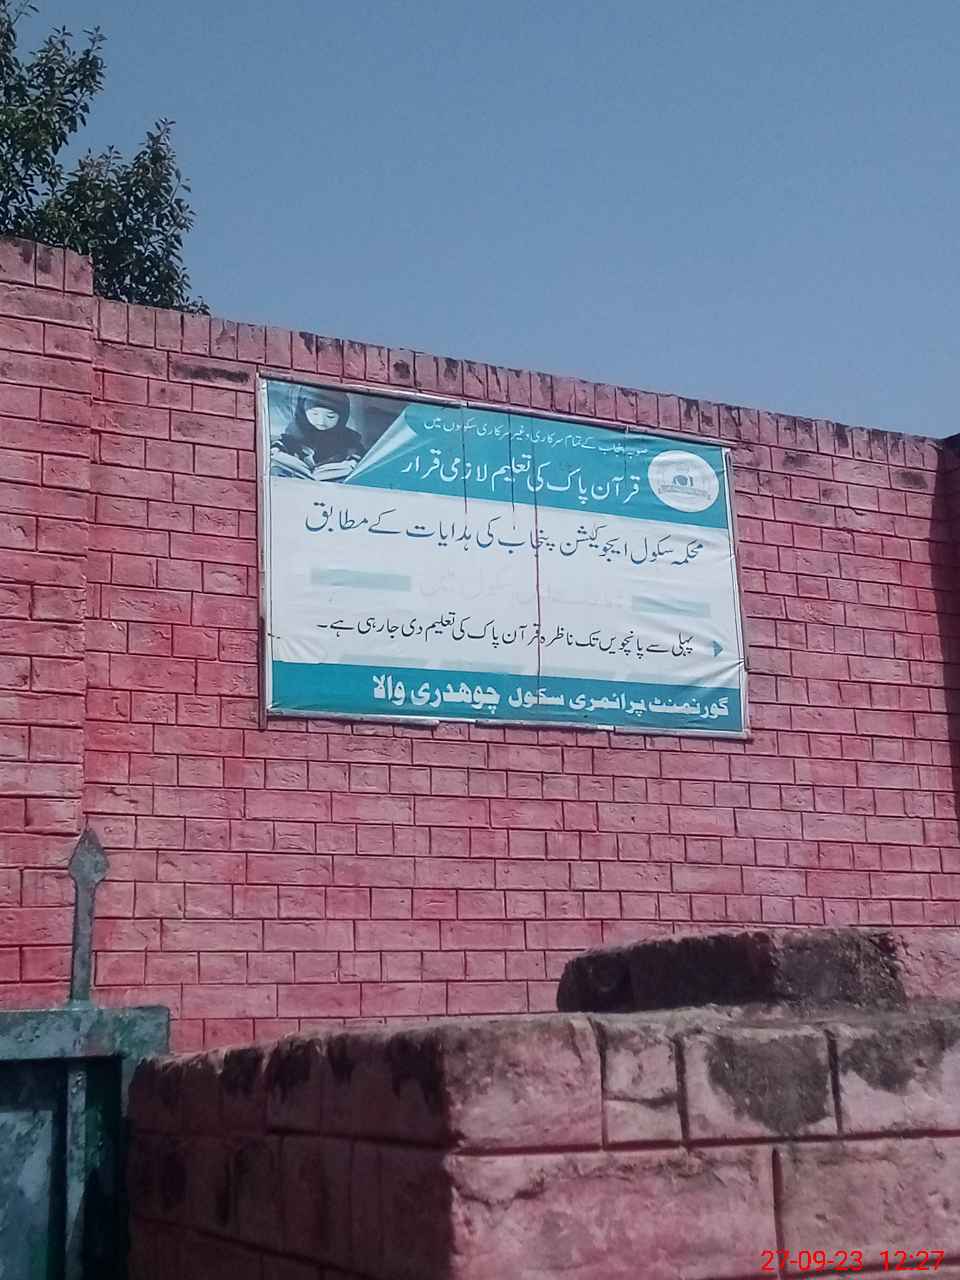 صوبہ پنجاب کے تمام سرکاری و غیر سرکاری سکولوں میں
قرآن پاک کی تعلیم لازمی قرار
محکمہ سکول ایجوکیشن پنجاب کی ہدایات کے مطابق
پہلی سے پانچویں تک ناظرہ قرآن پاک کی تعلیم دی جا رہی ہے۔
گورنمنٹ پرائمری سکول چوھدری والا
27-09-23 12:27